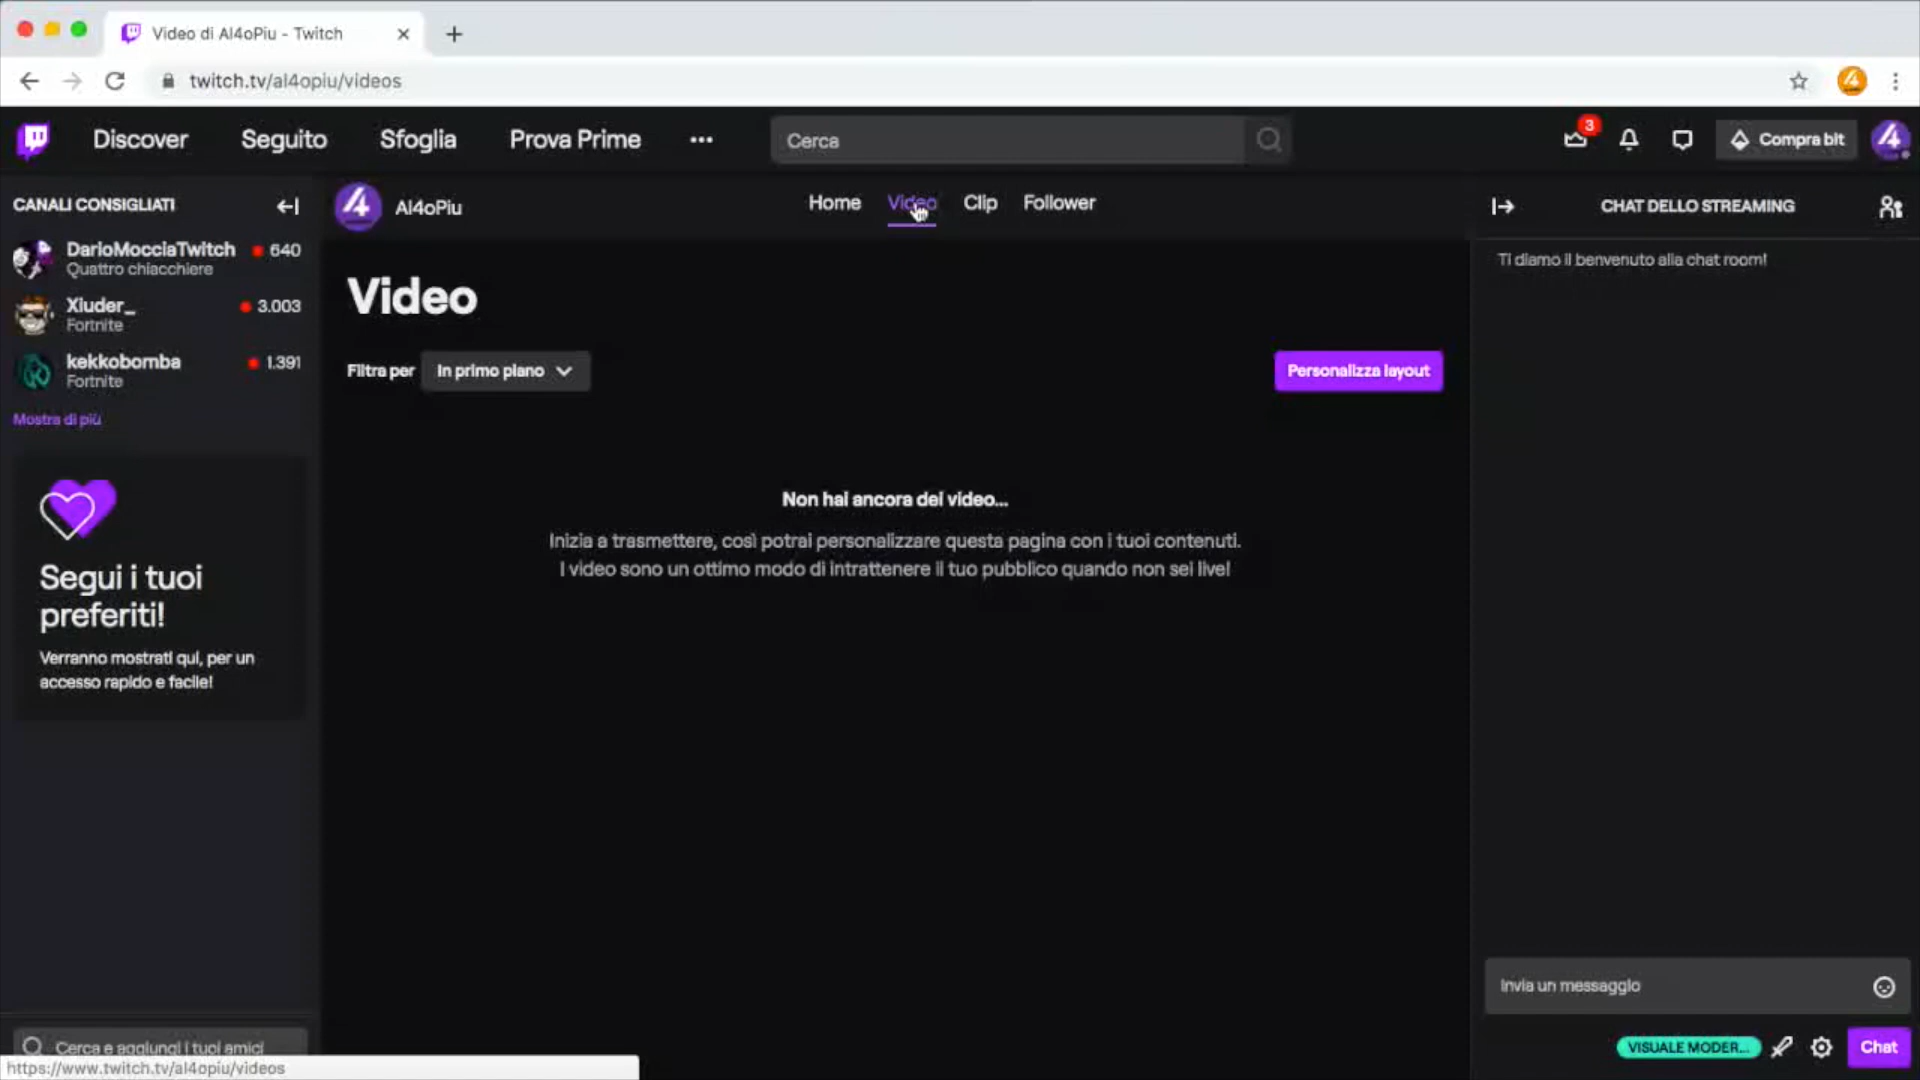 Video di Al4oPiu - Twitch
twitch.tv/al4opiu/videos
Discover Seguito Sfoglia Prova Prime Cerca 3 Compra bit
CANALI CONSIGLIATI
DarioMocciaTwitch 640
Quattro chiacchiere
Xiuder_ 3.003
Fortnite
kekkobomba 1.391
Fortnite
Mostra di più
Segui i tuoi
preferiti!
Verranno mostrati qui, per un
accesso rapido e facile!
Cerca e aggiungi i tuoi amici
https://www.twitch.tv/al4opiu/videos
Al4oPiu Home Video Clip Follower
Video
Filtra per In primo piano Personalizza layout
Non hai ancora dei video...
Inizia a trasmettere, così potrai personalizzare questa pagina con i tuoi contenuti.
I video sono un ottimo modo di intrattenere il tuo pubblico quando non sei live!
CHAT DELLO STREAMING
Ti diamo il benvenuto alla chat room!
Invia un messaggio
VISUALE MODER... Chat